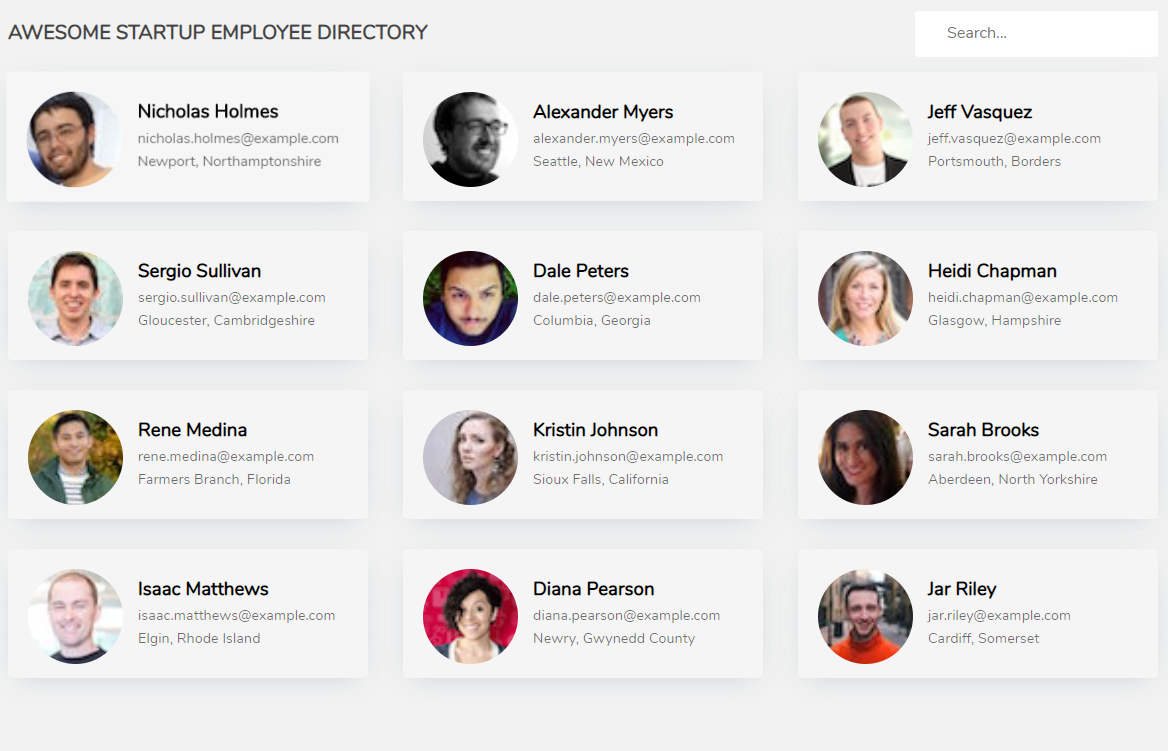 AWESOME STARTUP EMPLOYEE DIRECTORY
Search...
Nicholas Holmes
nicholas.holmes@example.com
Newport, Northamptonshire
Alexander Myers
alexander.myers@example.com
Seattle, New Mexico
Jeff Vasquez
jeff.vasquez@example.com
Portsmouth, Borders
Sergio Sullivan
sergio.sullivan@example.com
Gloucester, Cambridgeshire
Dale Peters
dale.peters@example.com
Columbia, Georgia
Heidi Chapman
heidi.chapman@example.com
Glasgow, Hampshire
Rene Medina
rene.medina@example.com
Farmers Branch, Florida
Kristin Johnson
kristin.johnson@example.com
Sioux Falls, California
Sarah Brooks
sarah.brooks@example.com
Aberdeen, North Yorkshire
Isaac Matthews
isaac.matthews@example.com
Elgin, Rhode Island
Diana Pearson
diana.pearson@example.com
Newry, Gwynedd County
Jar Riley
jar.riley@example.com
Cardiff, Somerset